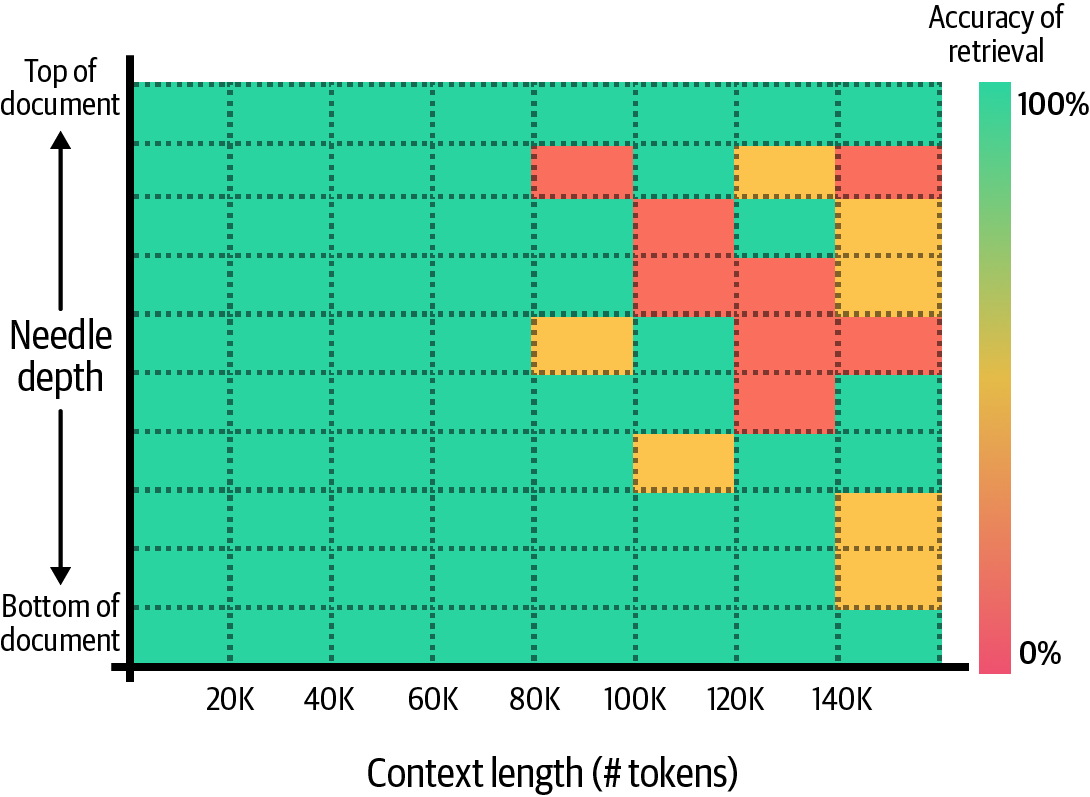 Accuracy of
retrieval
Top of
document
100%
Needle
depth
Bottom of
document
0%
20K 40K 60K 80K 100K 120K 140K
Context length (# tokens)